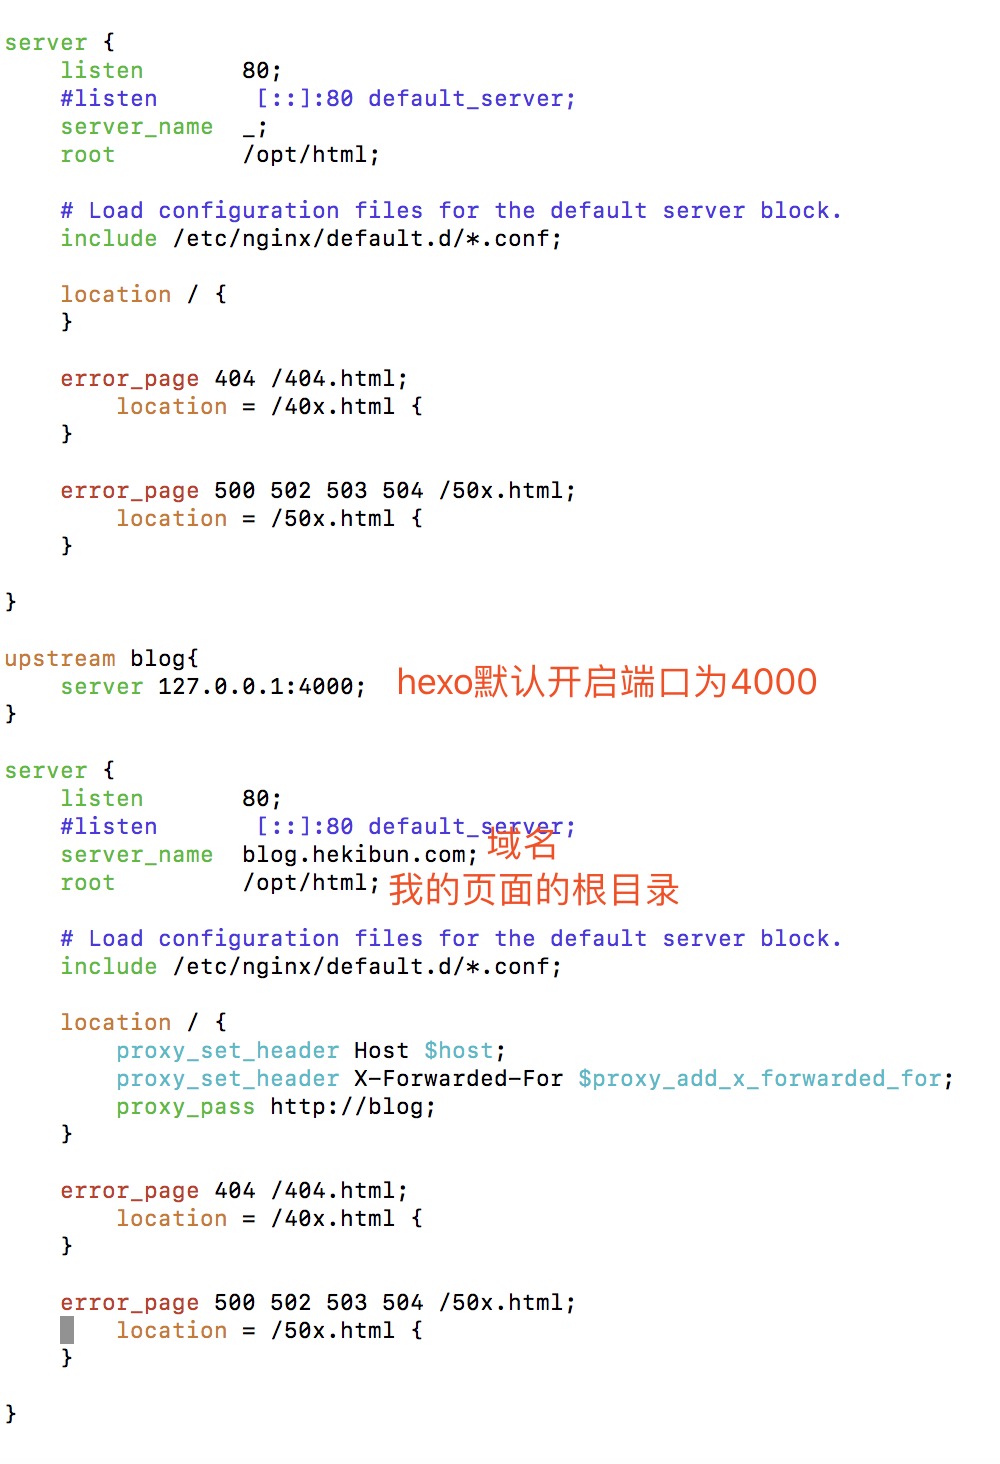 server {
    listen       80;
    #listen       [::]:80 default_server;
    server_name  _;
    root         /opt/html;
    # Load configuration files for the default server block.
    include /etc/nginx/default.d/*.conf;
    location / {
    }
    error_page 404 /404.html;
        location = /40x.html {
    }
    error_page 500 502 503 504 /50x.html;
        location = /50x.html {
    }
}
upstream blog{
    server 127.0.0.1:4000; hexo默认开启端口为4000
}
server {
    listen       80;
    #listen       [::]:80 default_server;
    server_name  blog.hekibun.com; 域名
    root         /opt/html; 我的页面的根目录
    # Load configuration files for the default server block.
    include /etc/nginx/default.d/*.conf;
    location / {
        proxy_set_header Host $host;
        proxy_set_header X-Forwarded-For $proxy_add_x_forwarded_for;
        proxy_pass http://blog;
    }
    error_page 404 /404.html;
        location = /40x.html {
    }
    error_page 500 502 503 504 /50x.html;
        location = /50x.html {
    }
}